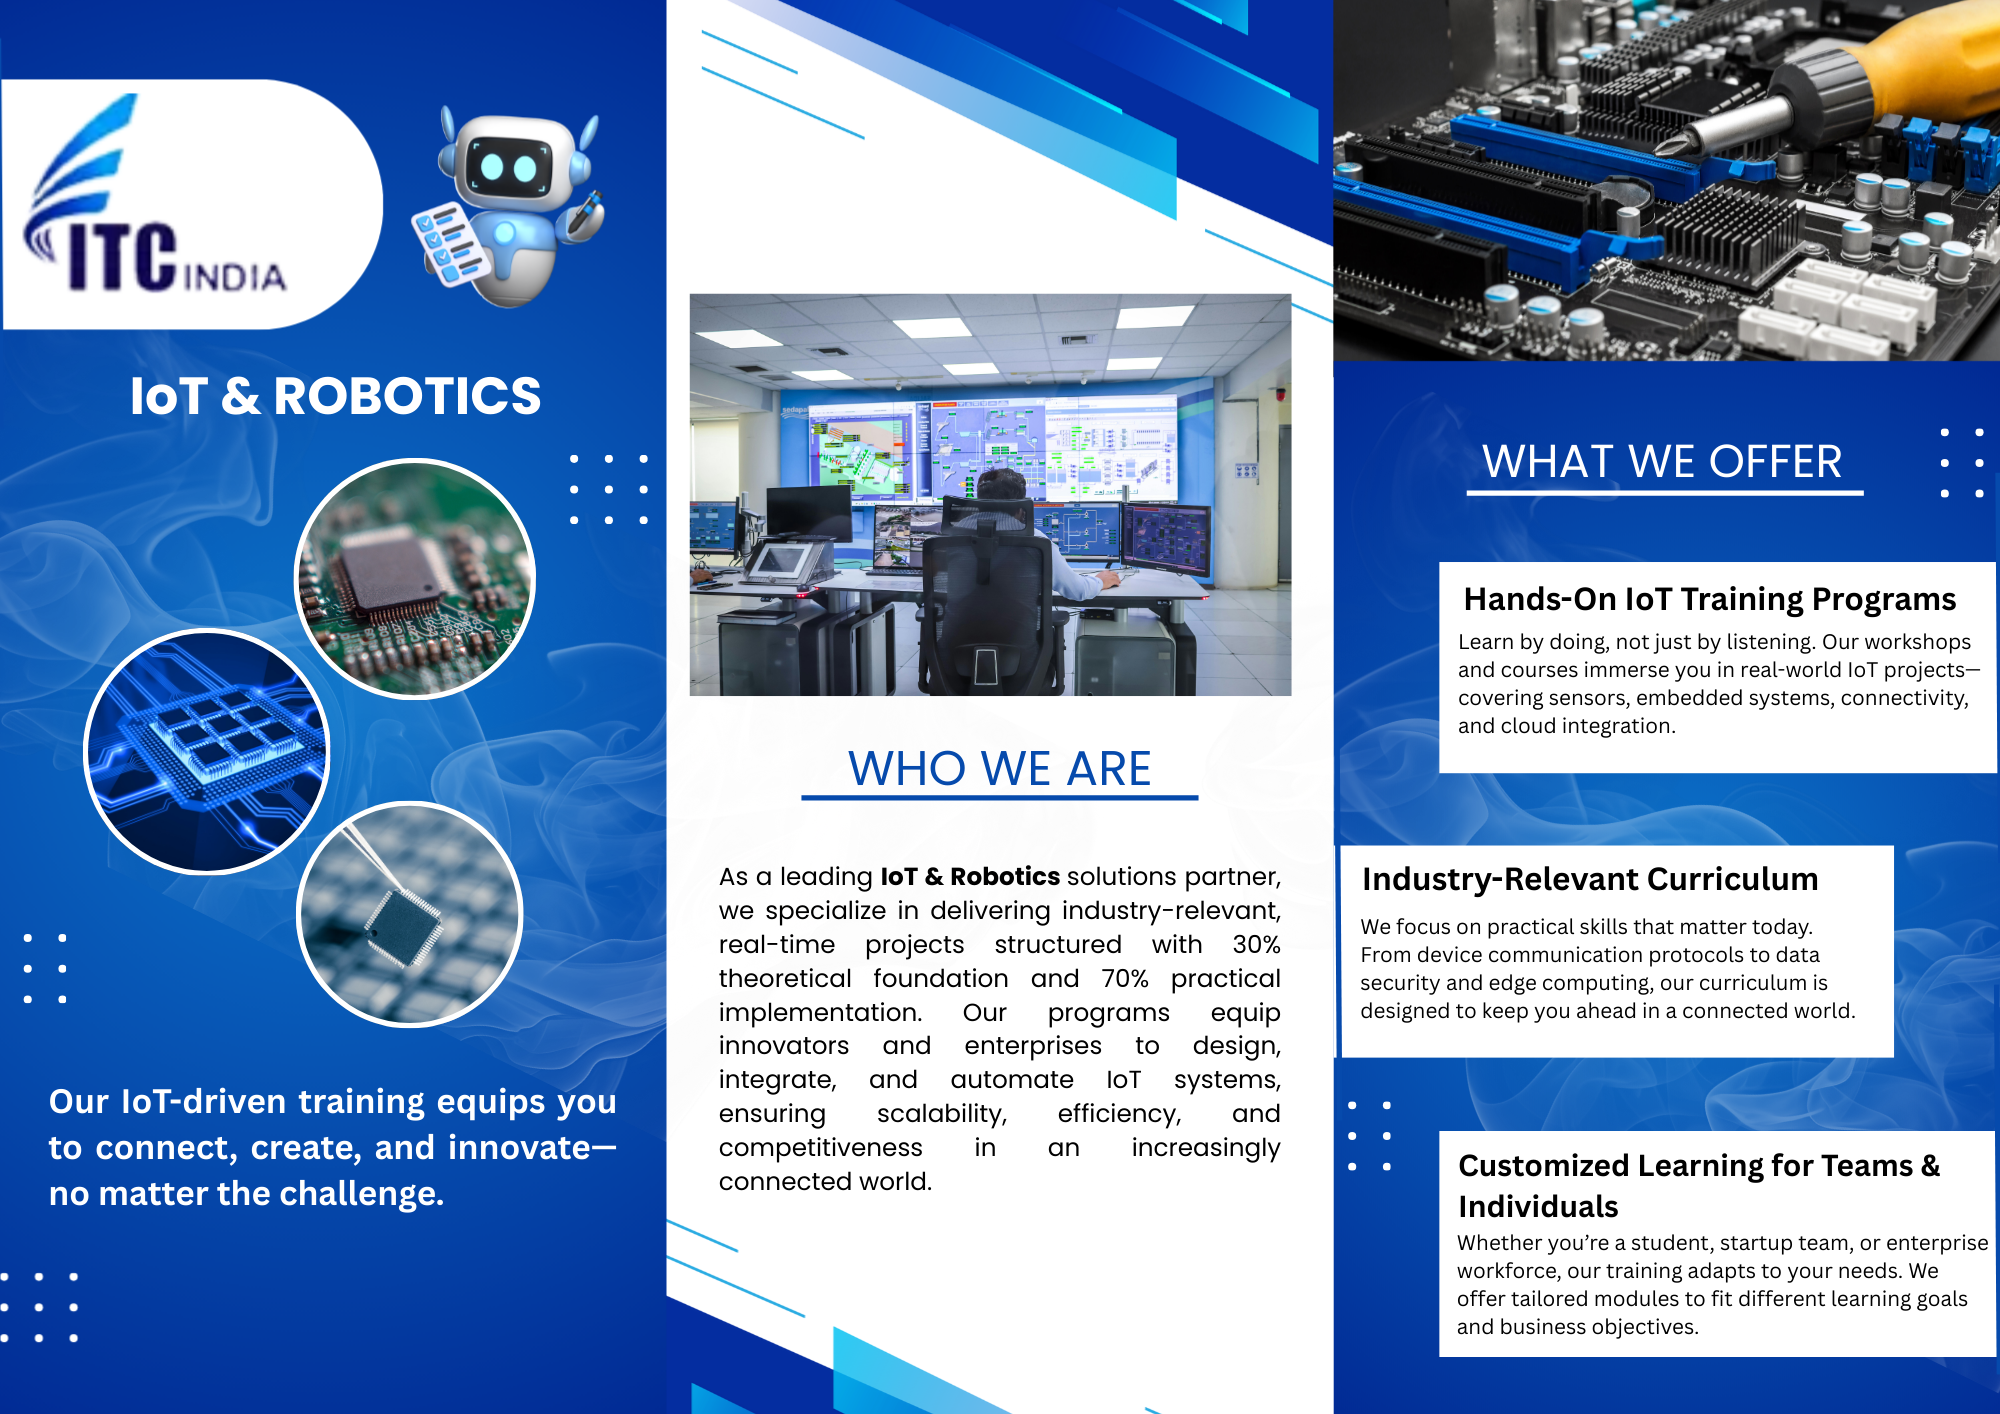 ITC INDIA
IoT & ROBOTICS
Our IoT-driven training equips you
to connect, create, and innovate—
no matter the challenge.
sedapal
WHO WE ARE
As a leading IoT & Robotics solutions partner,
we specialize in delivering industry-relevant,
real-time projects structured with 30%
theoretical foundation and 70% practical
implementation. Our programs equip
innovators and enterprises to design,
integrate, and automate IoT systems,
ensuring scalability, efficiency, and
competitiveness in an increasingly
connected world.
WHAT WE OFFER
Hands-On IoT Training Programs
Learn by doing, not just by listening. Our workshops
and courses immerse you in real-world IoT projects—
covering sensors, embedded systems, connectivity,
and cloud integration.
Industry-Relevant Curriculum
We focus on practical skills that matter today.
From device communication protocols to data
security and edge computing, our curriculum is
designed to keep you ahead in a connected world.
Customized Learning for Teams &
Individuals
Whether you’re a student, startup team, or enterprise
workforce, our training adapts to your needs. We
offer tailored modules to fit different learning goals
and business objectives.